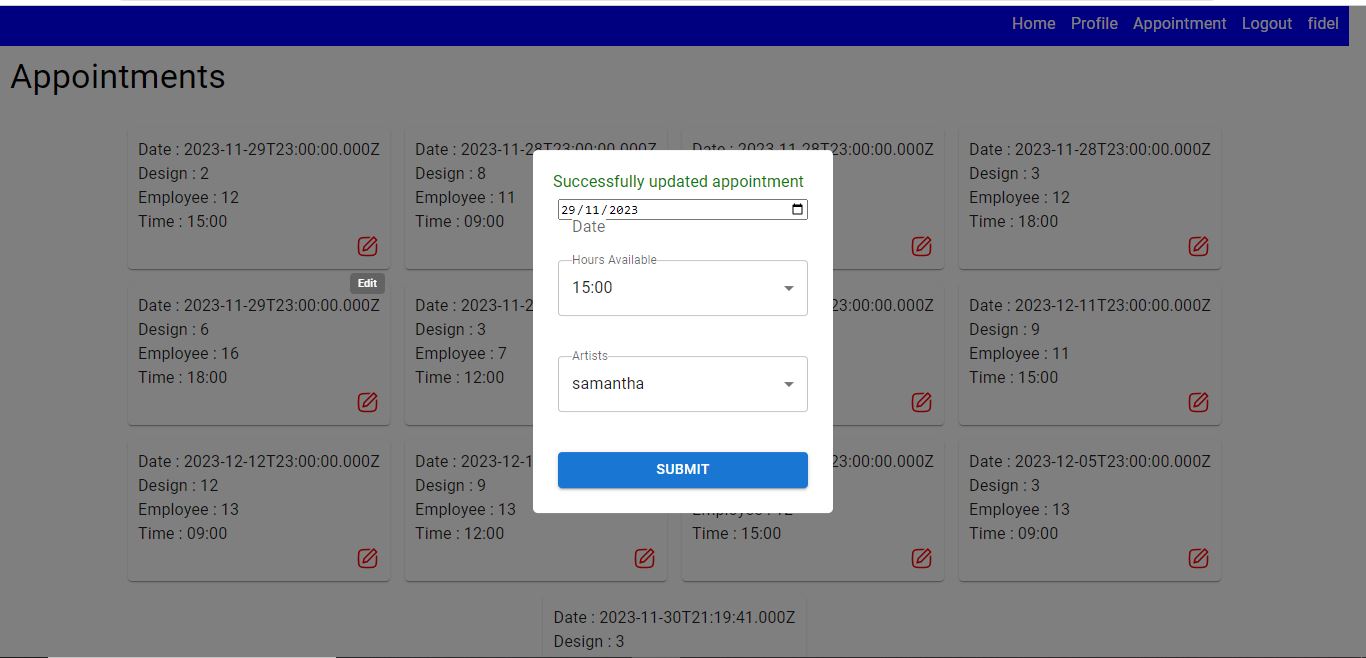 Home Profile Appointment Logout fidel
Appointments
Date : 2023-11-29T23:00:00.000Z
Design : 2
Employee : 12
Time : 15:00
Date : 2023-11-28T23:00:00.000Z
Design : 8
Employee : 11
Time : 09:00
Date : 2023-11-28T23:00:00.000Z
Date : 2023-11-28T23:00:00.000Z
Design : 3
Employee : 12
Time : 18:00
Edit
Successfully updated appointment
29/11/2023
Date
Hours Available
15:00
Artists
samantha
SUBMIT
Date : 2023-11-29T23:00:00.000Z
Design : 6
Employee : 16
Time : 18:00
Date : 2023-11-2
Design : 3
Employee : 7
Time : 12:00
23:00:00.000Z
Date : 2023-12-11T23:00:00.000Z
Design : 9
Employee : 11
Time : 15:00
Date : 2023-12-12T23:00:00.000Z
Design : 12
Employee : 13
Time : 09:00
Date : 2023-12-1
Design : 9
Employee : 13
Time : 12:00
23:00:00.000Z
Employee : 12
Time : 15:00
Date : 2023-12-05T23:00:00.000Z
Design : 3
Employee : 13
Time : 09:00
Date : 2023-11-30T21:19:41.000Z
Design : 3